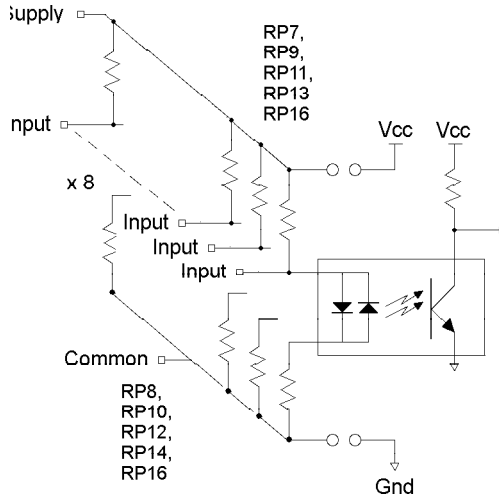 Supply
RP7,
RP9,
RP11,
RP13
RP16
nput
Vcc
Vcc
x 8
Input
Input
Input
Common
RP8,
RP10,
RP12,
RP14,
RP16
Gnd